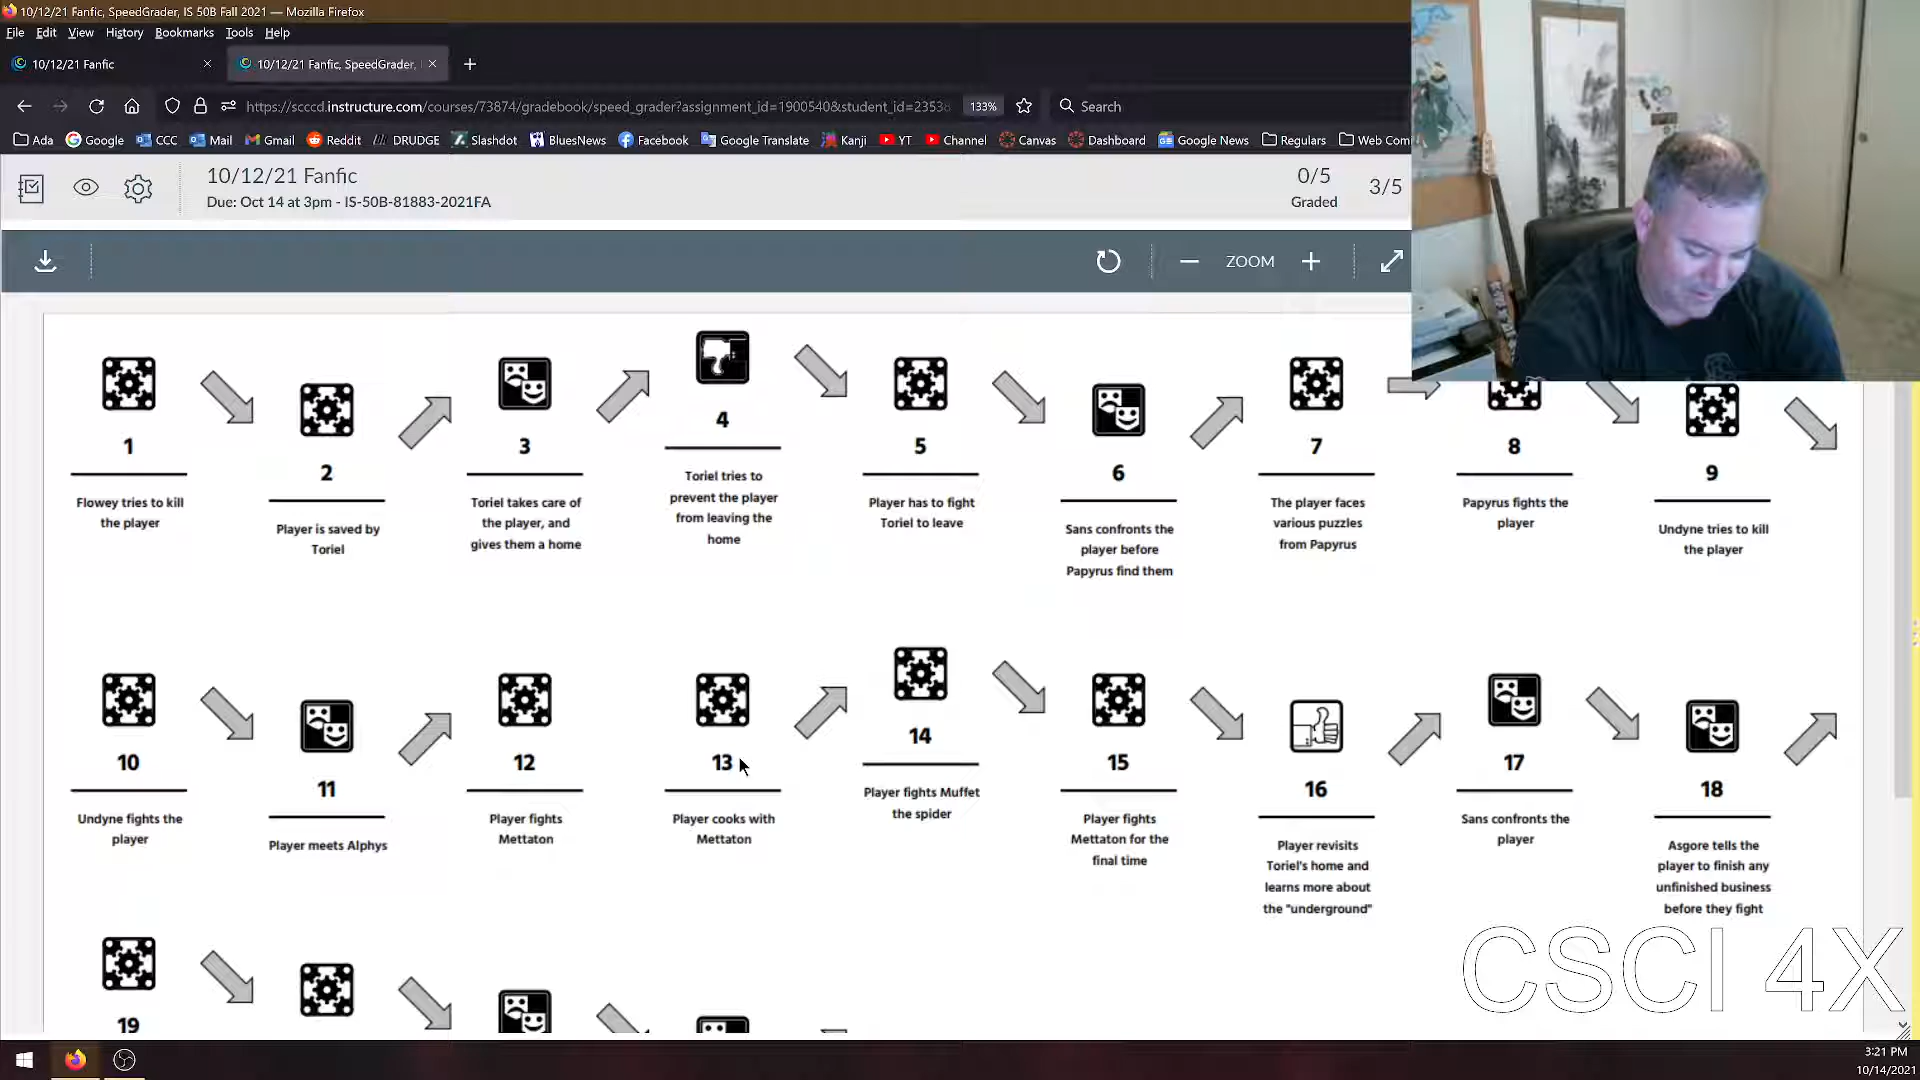 10/12/21 Fanfic, SpeedGrader, IS 50B Fall 2021 — Mozilla Firefox
File Edit View History Bookmarks Tools Help
10/12/21 Fanfic
10/12/21 Fanfic, SpeedGrader,
https://scccd.instructure.com/courses/73874/gradebook/speed_grader?assignment_id=1900540&student_id=23538
133%
Search
Ada Google CCC Mail Gmail Reddit DRUDGE Slashdot BluesNews Facebook Google Translate Kanji YT Channel Canvas Dashboard Google News Regulars Web Comi
10/12/21 Fanfic
Due: Oct 14 at 3pm - IS-50B-81883-2021FA
0/5
Graded
3/5
ZOOM
1
Flowey tries to kill
the player
2
Player is saved by
Toriel
3
Toriel takes care of
the player, and
gives them a home
4
Toriel tries to
prevent the player
from leaving the
home
5
Player has to fight
Toriel to leave
6
Sans confronts the
player before
Papyrus find them
7
The player faces
various puzzles
from Papyrus
8
Papyrus fights the
player
9
Undyne tries to kill
the player
10
Undyne fights the
player
11
Player meets Alphys
12
Player fights
Mettaton
13
Player cooks with
Mettaton
14
Player fights Muffet
the spider
15
Player fights
Mettaton for the
final time
16
Player revisits
Toriel's home and
learns more about
the "underground"
17
Sans confronts the
player
18
Asgore tells the
player to finish any
unfinished business
before they fight
19
CSCI 4X
3:21 PM
10/14/2021